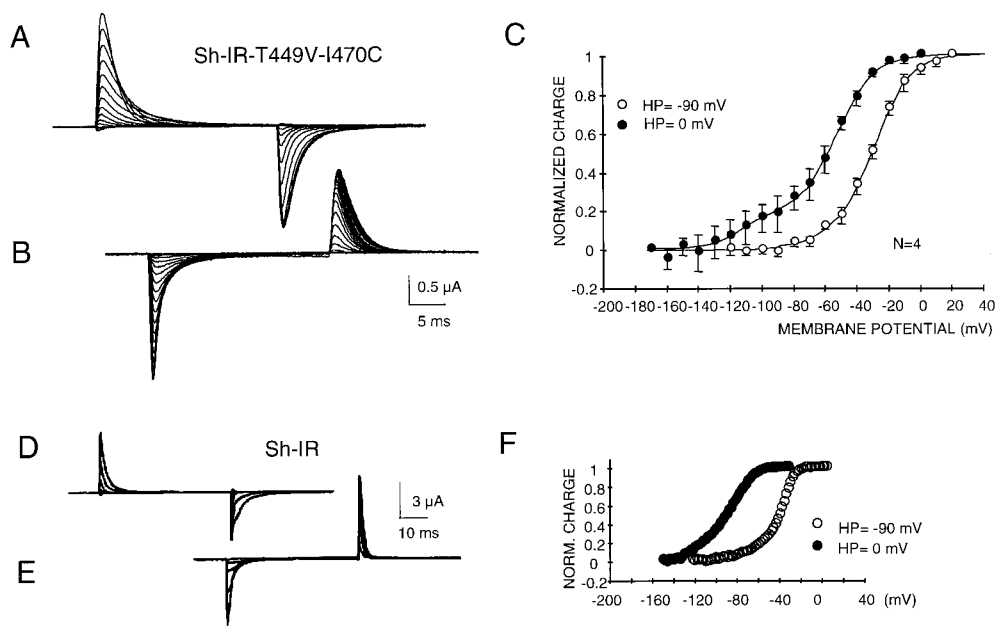 A
Sh-IR-T449V-I470C
B
0.5 µA
5 ms
C
NORMALIZED CHARGE
1
0.8
0.6
0.4
0.2
0
-0.2
HP= -90 mV
HP= 0 mV
N=4
-200 -180 -160 -140 -120 -100 -80 -60 -40 -20 0 20 40
MEMBRANE POTENTIAL (mV)
D
Sh-IR
3 µA
10 ms
E
F
NORM. CHARGE
1
0.8
0.6
0.4
0.2
0
-0.2
HP= -90 mV
HP= 0 mV
-200 -160 -120 -80 -40 0 40 (mV)